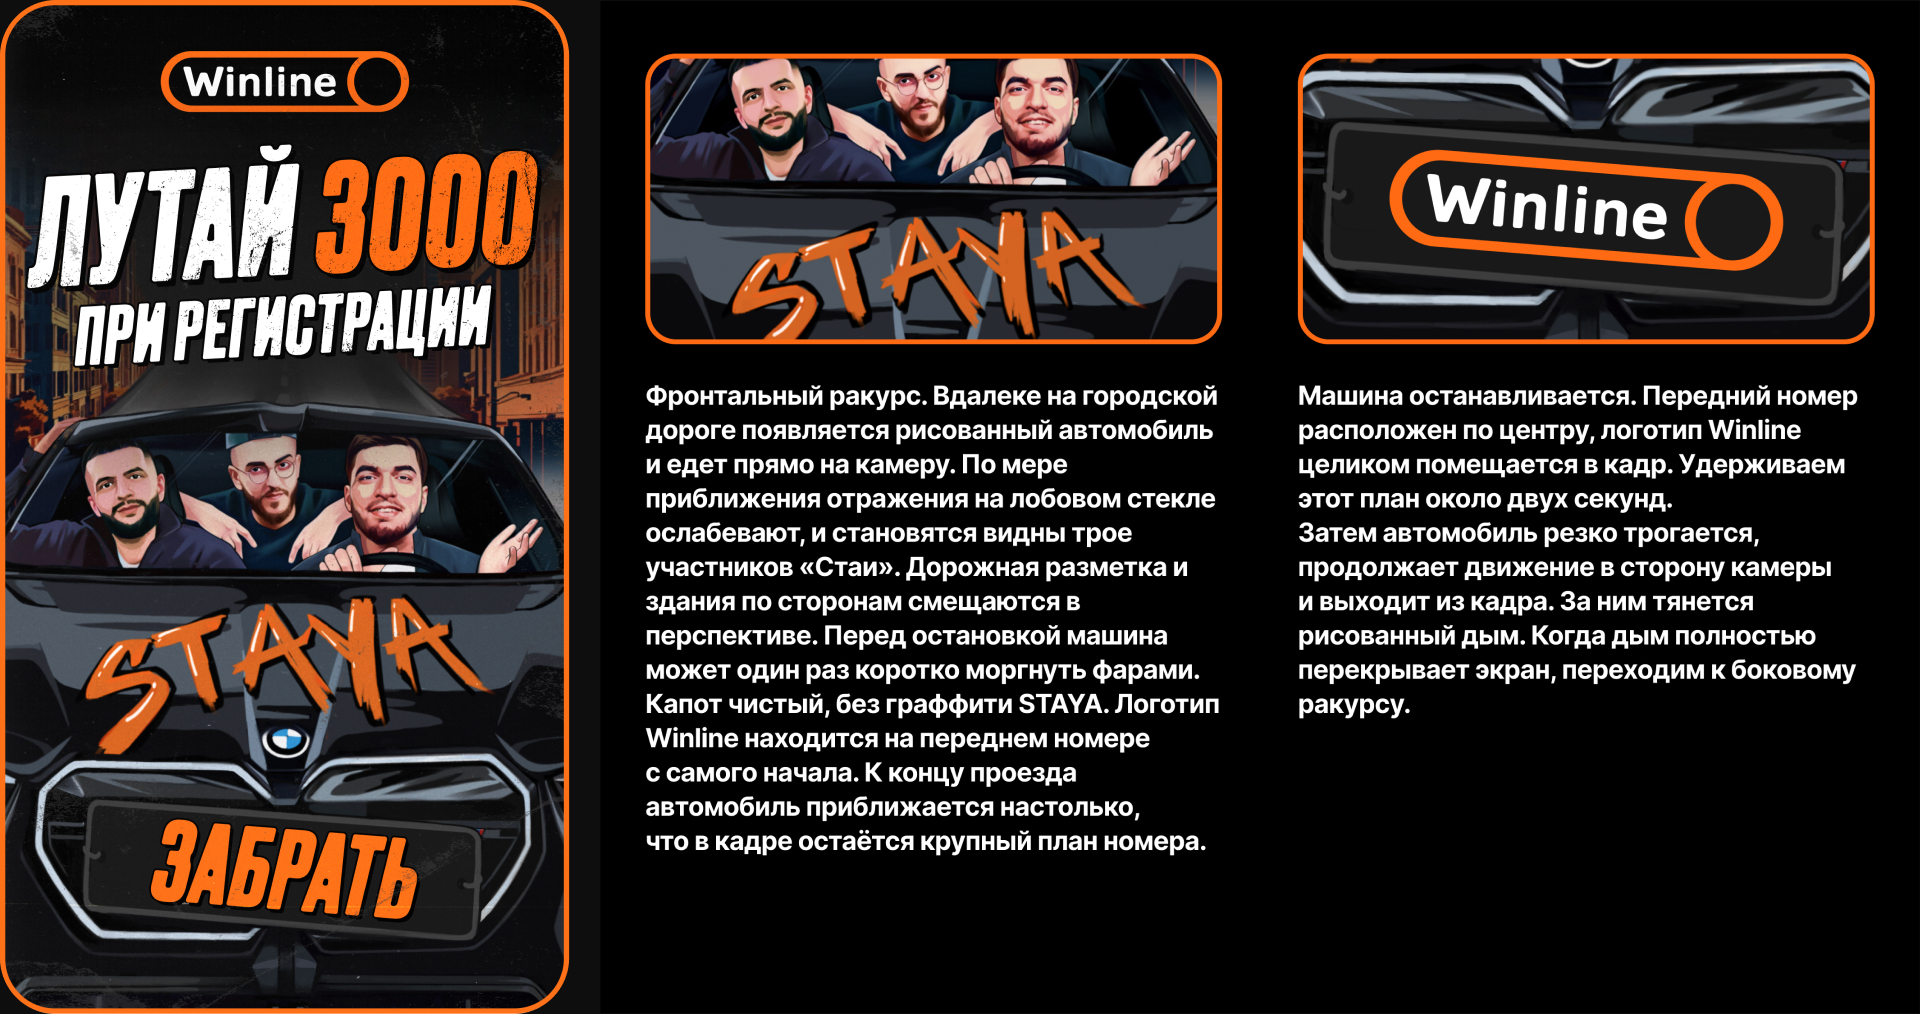 Winline
ЛУТАЙ 3000
ПРИ РЕГИСТРАЦИИ
STAYA
ЗАБРАТЬ
STAYA
Фронтальный ракурс. Вдалеке на городской
дороге появляется рисованный автомобиль
и едет прямо на камеру. По мере
приближения отражения на лобовом стекле
ослабевают, и становятся видны трое
участников «Стаи». Дорожная разметка и
здания по сторонам смещаются в
перспективе. Перед остановкой машина
может один раз коротко моргнуть фарами.
Капот чистый, без граффити STAYA. Логотип
Winline находится на переднем номере
с самого начала. К концу проезда
автомобиль приближается настолько,
что в кадре остаётся крупный план номера.
Winline
Машина останавливается. Передний номер
расположен по центру, логотип Winline
целиком помещается в кадр. Удерживаем
этот план около двух секунд.
Затем автомобиль резко трогается,
продолжает движение в сторону камеры
и выходит из кадра. За ним тянется
рисованный дым. Когда дым полностью
перекрывает экран, переходим к боковому
ракурсу.